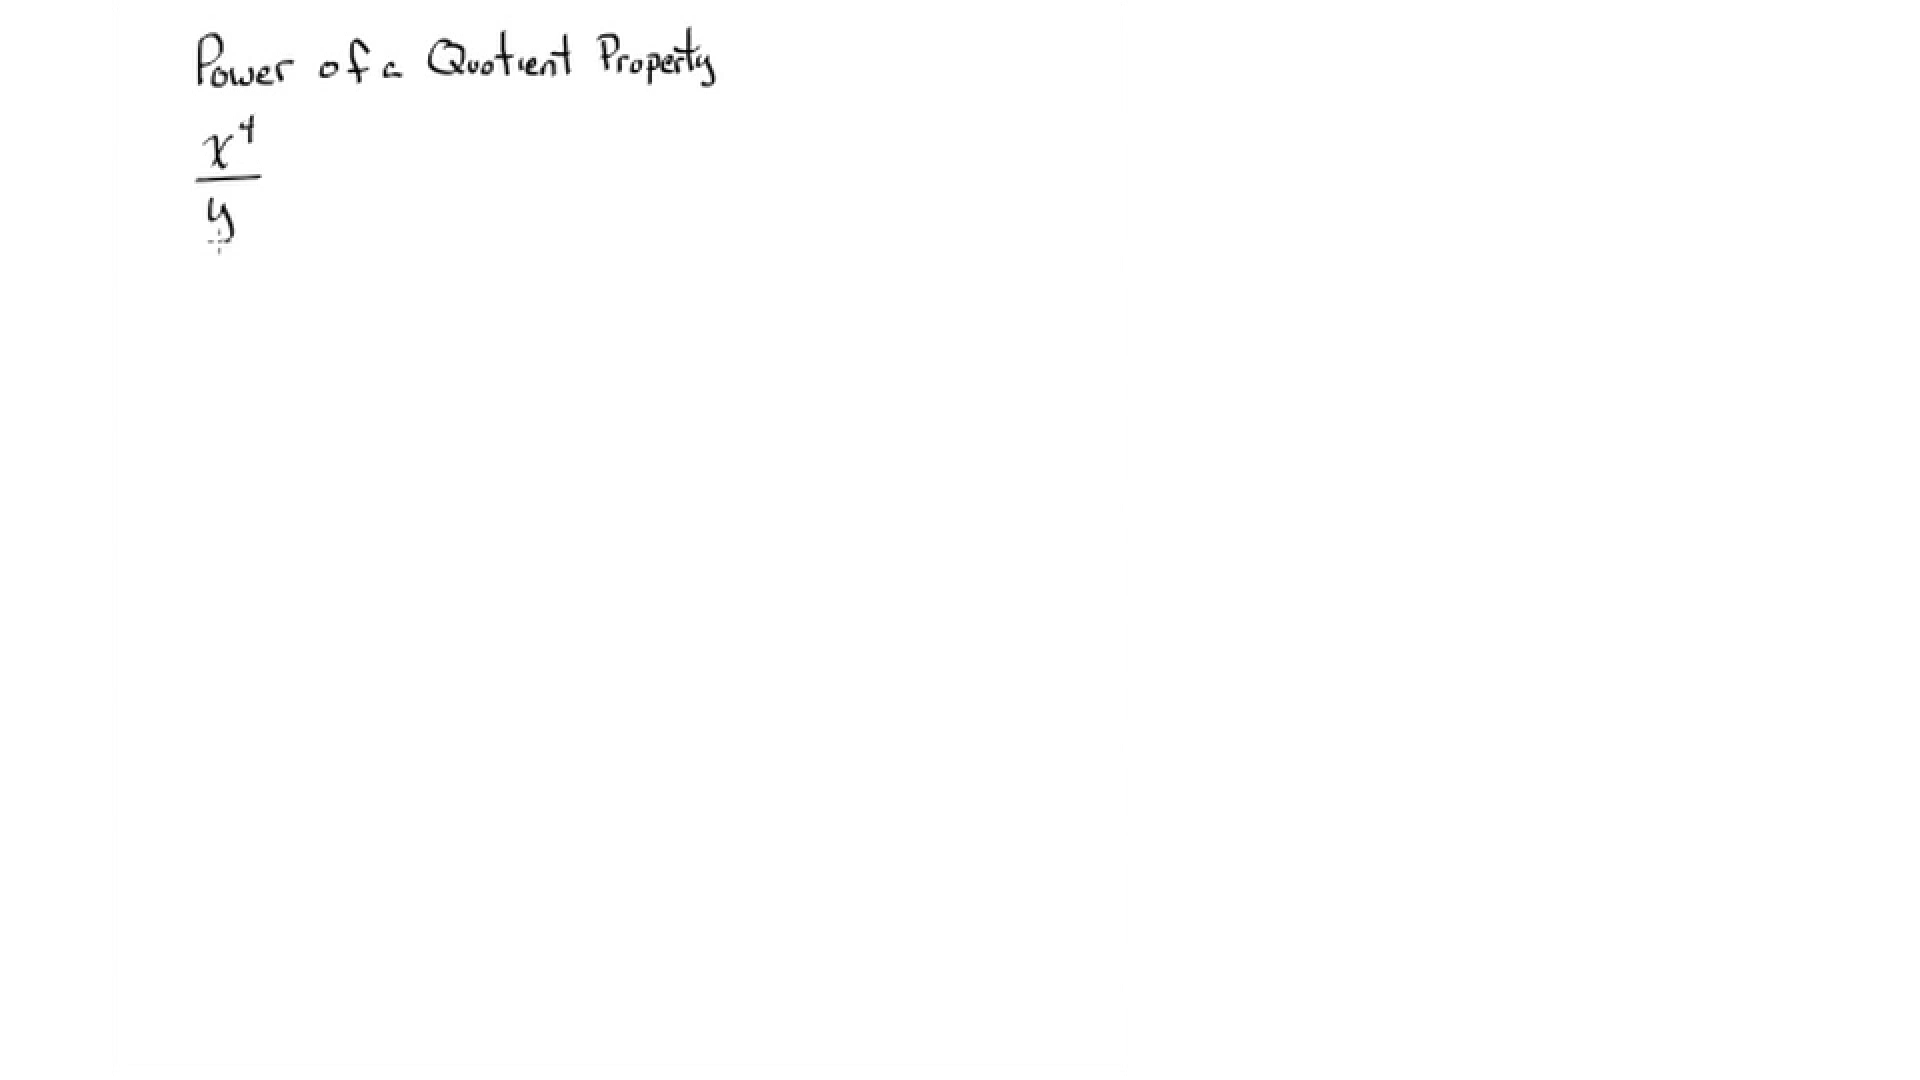 Power of a Quotient Property
x⁴
y